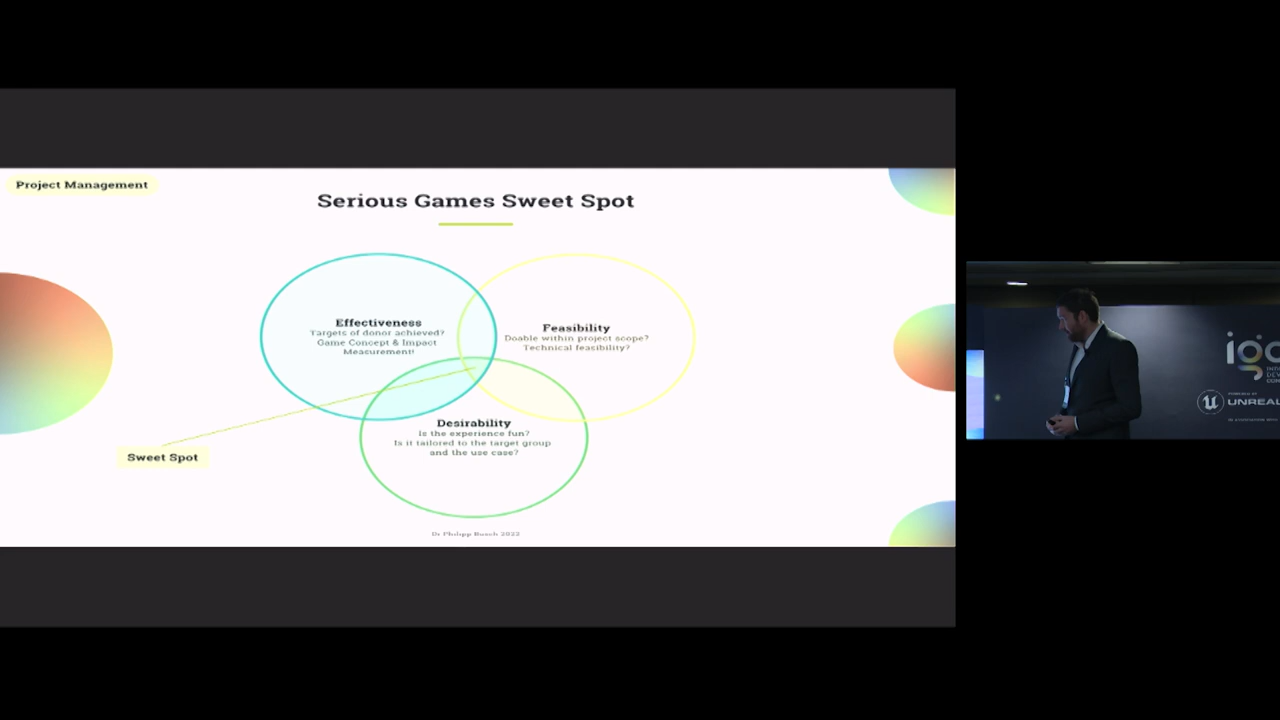 Project Management
Serious Games Sweet Spot
Effectiveness
Targets of donor achieved?
Game Concept & Impact
Measurement!
Feasibility
Doable within project scope?
Technical feasibility?
Desirability
Is the experience fun?
Is it tailored to the target group
and the use case?
Sweet Spot
Dr Philipp Busch 2022
igc
UNREAL